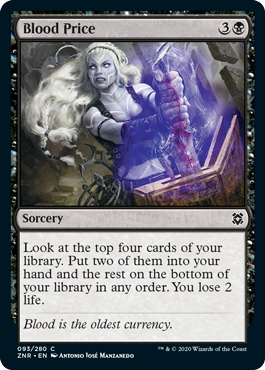 Blood Price 3
Sorcery
Look at the top four cards of your
library. Put two of them into your
hand and the rest on the bottom of
your library in any order. You lose 2
life.
Blood is the oldest currency.
093/280 C
ZNR • EN Antonio José Manzanedo ™ & © 2020 Wizards of the Coast